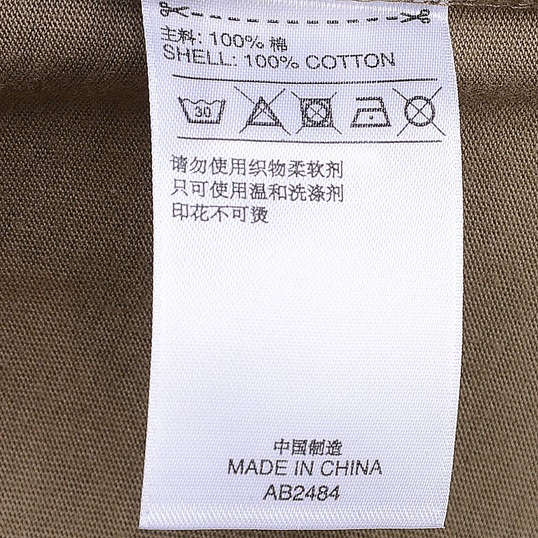 主料: 100% 棉
SHELL: 100% COTTON
30
请勿使用织物柔软剂
只可使用温和洗涤剂
印花不可烫
中国制造
MADE IN CHINA
AB2484